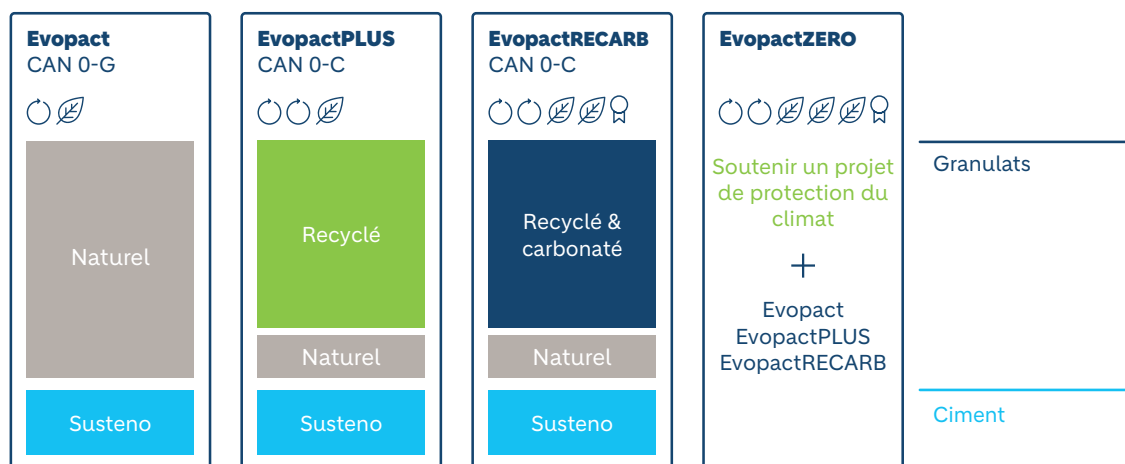 Evopact
CAN 0-G
Naturel
Susteno
EvopactPLUS
CAN 0-C
Recyclé
Naturel
Susteno
EvopactRECARB
CAN 0-C
Recyclé &
carbonaté
Naturel
Susteno
EvopactZERO
Soutenir un projet
de protection du
climat
+
Evopact
EvopactPLUS
EvopactRECARB
Granulats
Ciment